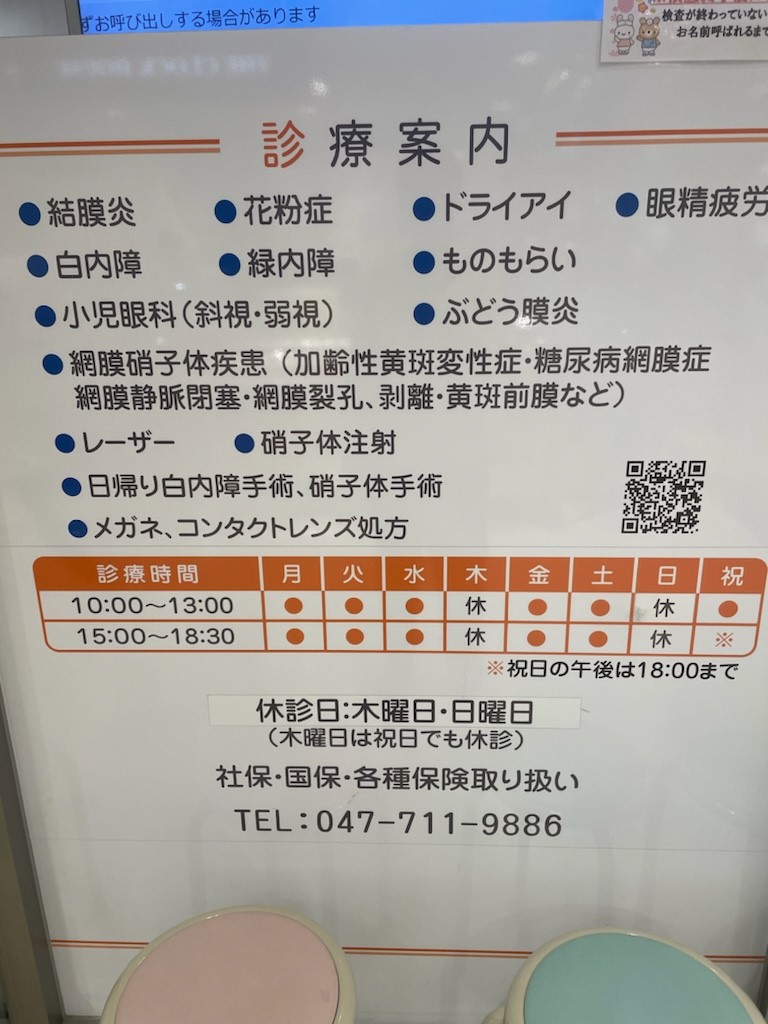 ずお呼び出しする場合があります
検査が終わっていない
お名前呼ばれるまで
診療案内
●結膜炎 ●花粉症 ●ドライアイ ●眼精疲労
●白内障 ●緑内障 ●ものもらい
●小児眼科（斜視・弱視） ●ぶどう膜炎
●網膜硝子体疾患（加齢性黄斑変性症・糖尿病網膜症
網膜静脈閉塞・網膜裂孔、剥離・黄斑前膜など）
●レーザー ●硝子体注射
●日帰り白内障手術、硝子体手術
●メガネ、コンタクトレンズ処方
診療時間 月 火 水 木 金 土 日 祝
10:00〜13:00 ● ● ● 休 ● ● 休 ●
15:00〜18:30 ● ● ● 休 ● ● 休 ※
※祝日の午後は18:00まで
休診日:木曜日・日曜日
（木曜日は祝日でも休診）
社保・国保・各種保険取り扱い
TEL:047-711-9886